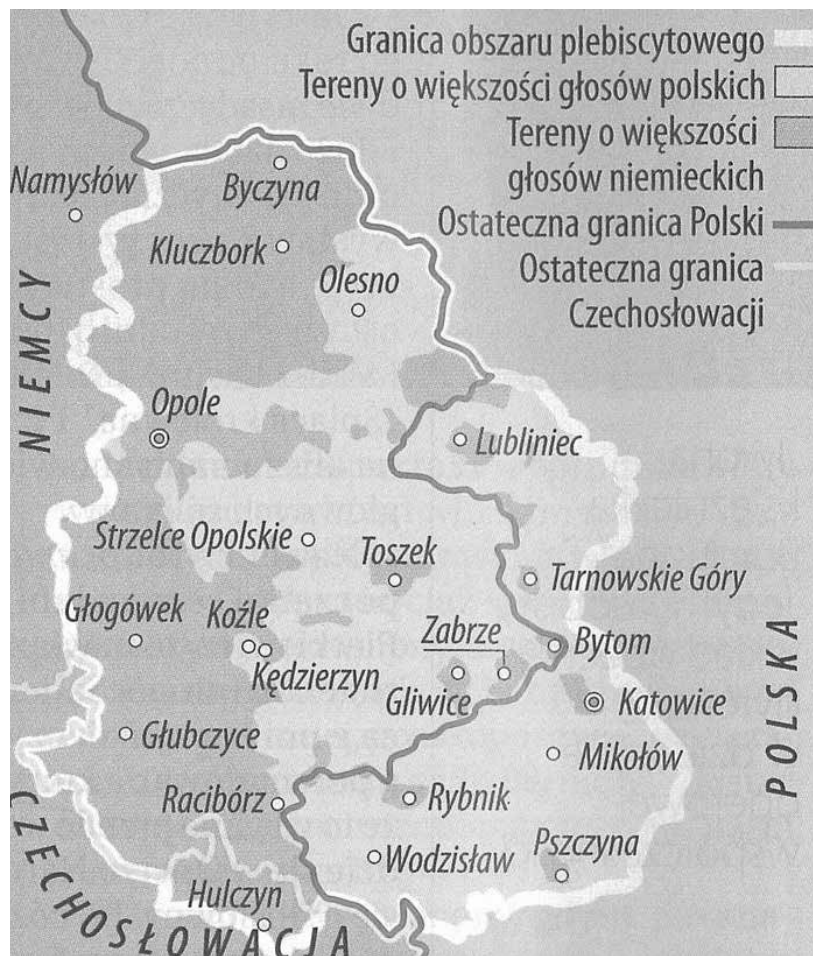 Granica obszaru plebiscytowego
Tereny o większości głosów polskich
Tereny o większości
głosów niemieckich
Ostateczna granica Polski
Ostateczna granica
Czechosłowacji
Namysłów
Byczyna
Kluczbork
Olesno
NIEMCY
Opole
Lubliniec
Strzelce Opolskie
Toszek
Tarnowskie Góry
Głogówek
Koźle
Zabrze
Bytom
Kędzierzyn
Gliwice
Katowice
POLSKA
Głubczyce
Mikołów
Racibórz
Rybnik
Wodzisław
Pszczyna
Hulczyn
CZECHOSŁOWACJA